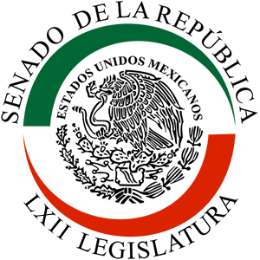 SENADO DE LA REPÚBLICA
ESTADOS UNIDOS MEXICANOS
LXII LEGISLATURA